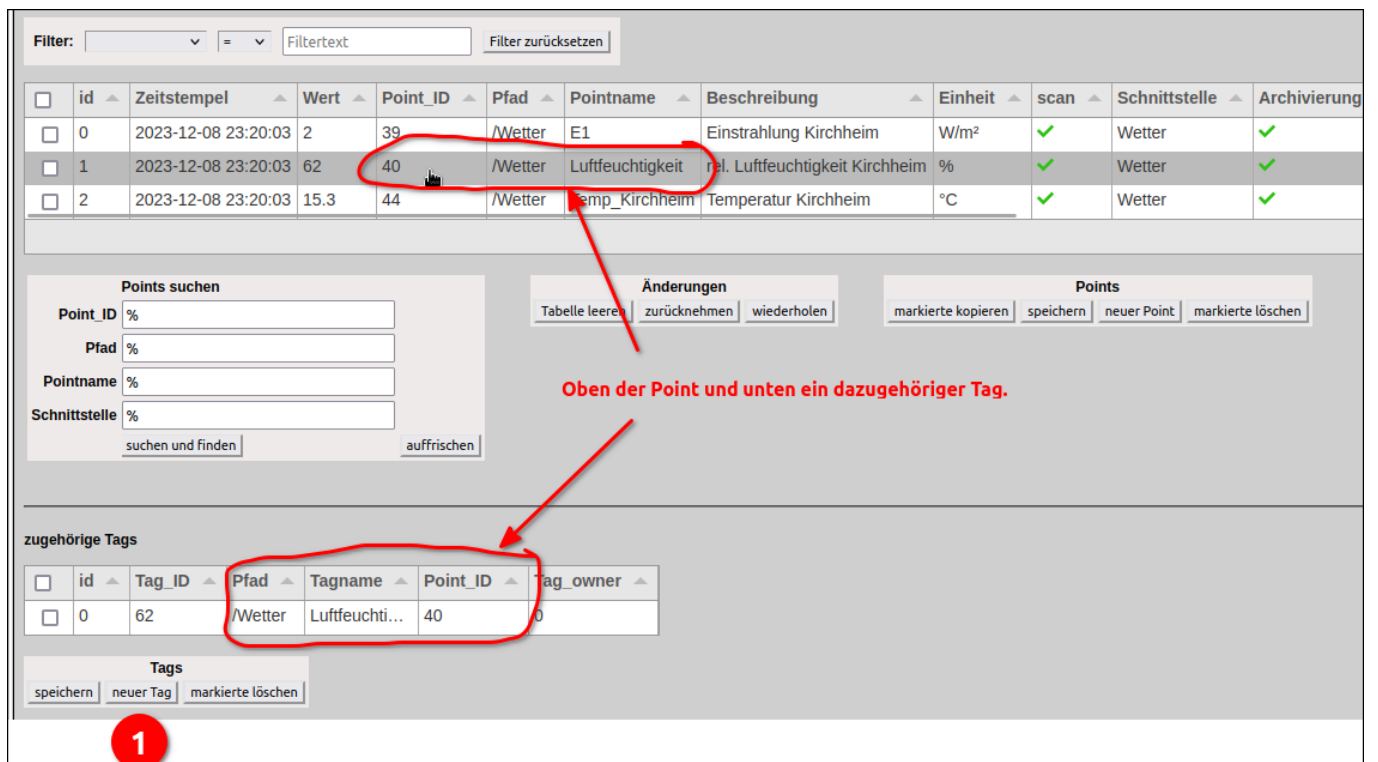 Filter: = Filtertext Filter zurücksetzen
id Zeitstempel Wert Point_ID Pfad Pointname Beschreibung Einheit scan Schnittstelle Archivierung
0 2023-12-08 23:20:03 2 39 /Wetter E1 Einstrahlung Kirchheim W/m² Wetter
1 2023-12-08 23:20:03 62 40 /Wetter Luftfeuchtigkeit rel. Luftfeuchtigkeit Kirchheim % Wetter
2 2023-12-08 23:20:03 15.3 44 /Wetter Temp_Kirchheim Temperatur Kirchheim °C Wetter
Points suchen
Point_ID %
Pfad %
Pointname %
Schnittstelle %
suchen und finden auffrischen
Änderungen
Tabelle leeren zurücknehmen wiederholen
Points
markierte kopieren speichern neuer Point markierte löschen
Oben der Point und unten ein dazugehöriger Tag.
zugehörige Tags
id Tag_ID Pfad Tagname Point_ID Tag_owner
0 62 /Wetter Luftfeuchti... 40 0
Tags
speichern neuer Tag markierte löschen
1